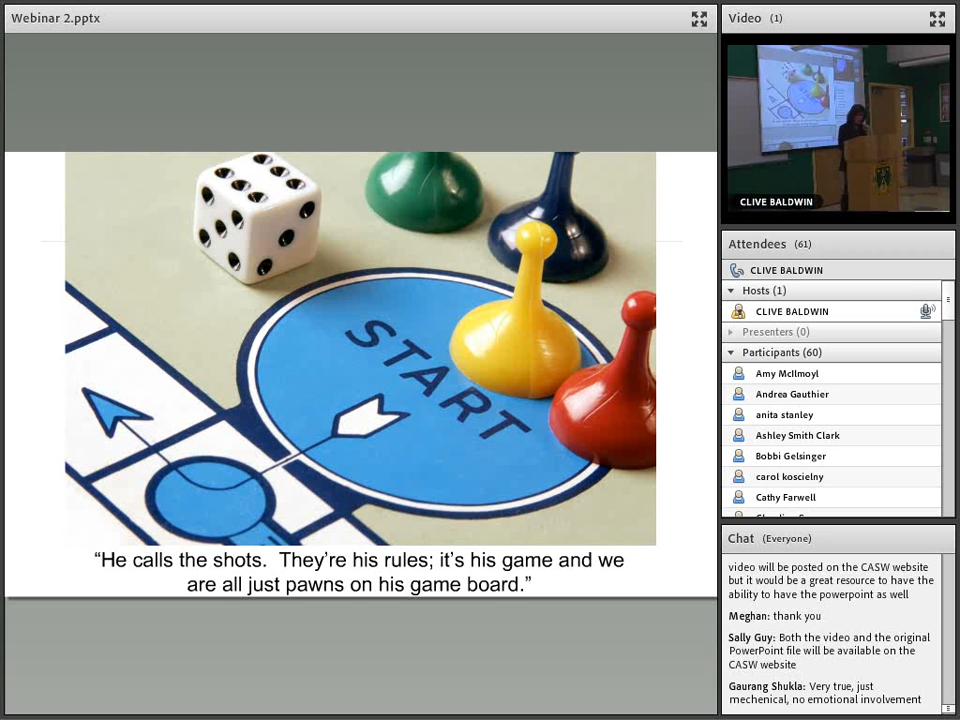 Webinar 2.pptx
START
“He calls the shots.  They’re his rules; it’s his game and we
are all just pawns on his game board.”
Video (1)
CLIVE BALDWIN
Attendees (61)
CLIVE BALDWIN
Hosts (1)
CLIVE BALDWIN
Presenters (0)
Participants (60)
Amy McIlmoyl
Andrea Gauthier
anita stanley
Ashley Smith Clark
Bobbi Gelsinger
carol koscielny
Cathy Farwell
Chat (Everyone)
video will be posted on the CASW website
but it would be a great resource to have the
ability to have the powerpoint as well
Meghan: thank you
Sally Guy: Both the video and the original
PowerPoint file will be available on the
CASW website
Gaurang Shukla: Very true, just
mechenical, no emotional involvement